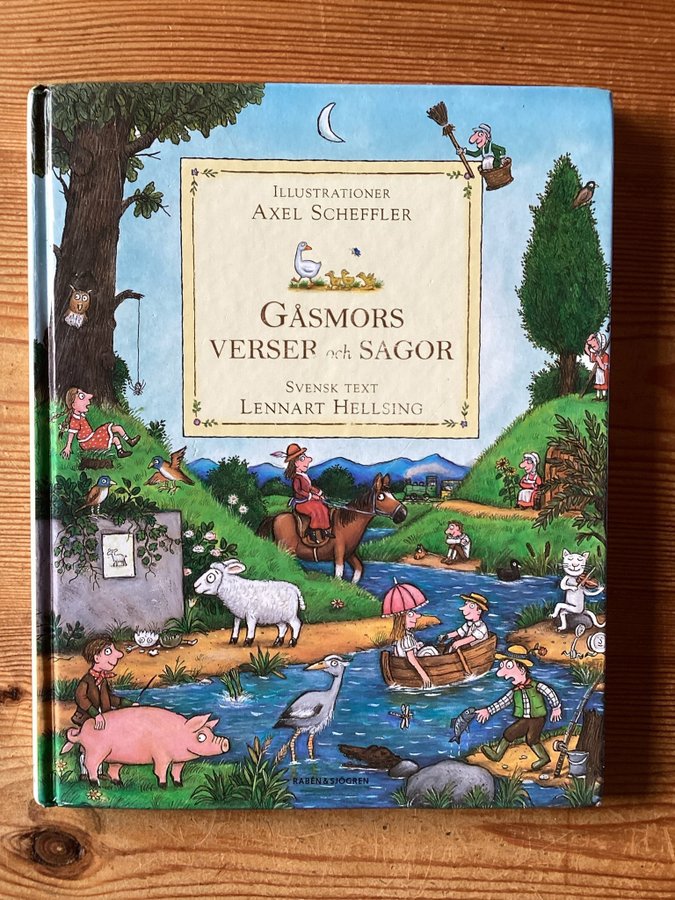 ILLUSTRATIONER
AXEL SCHEFFLER
GÅSMORS
VERSER och SAGOR
SVENSK TEXT
LENNART HELLSING
RABÉN&SJÖGREN